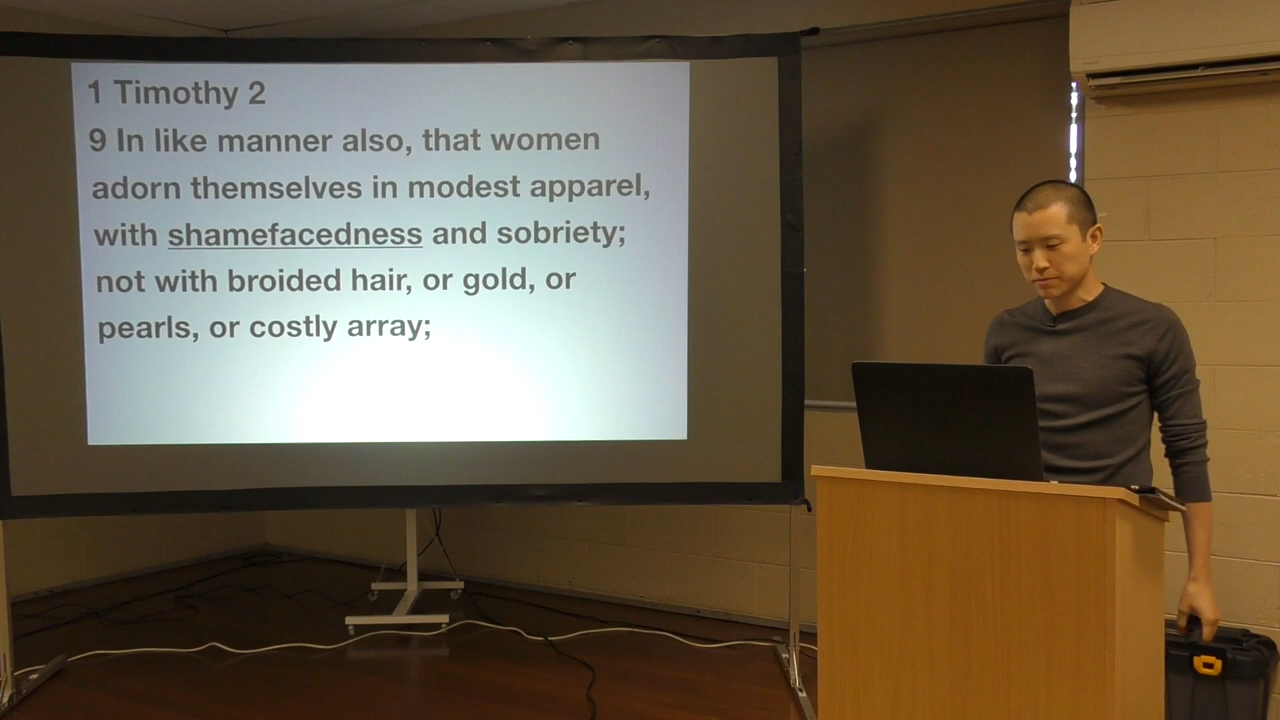 1 Timothy 2
9 In like manner also, that women
adorn themselves in modest apparel,
with shamefacedness and sobriety;
not with broided hair, or gold, or
pearls, or costly array;